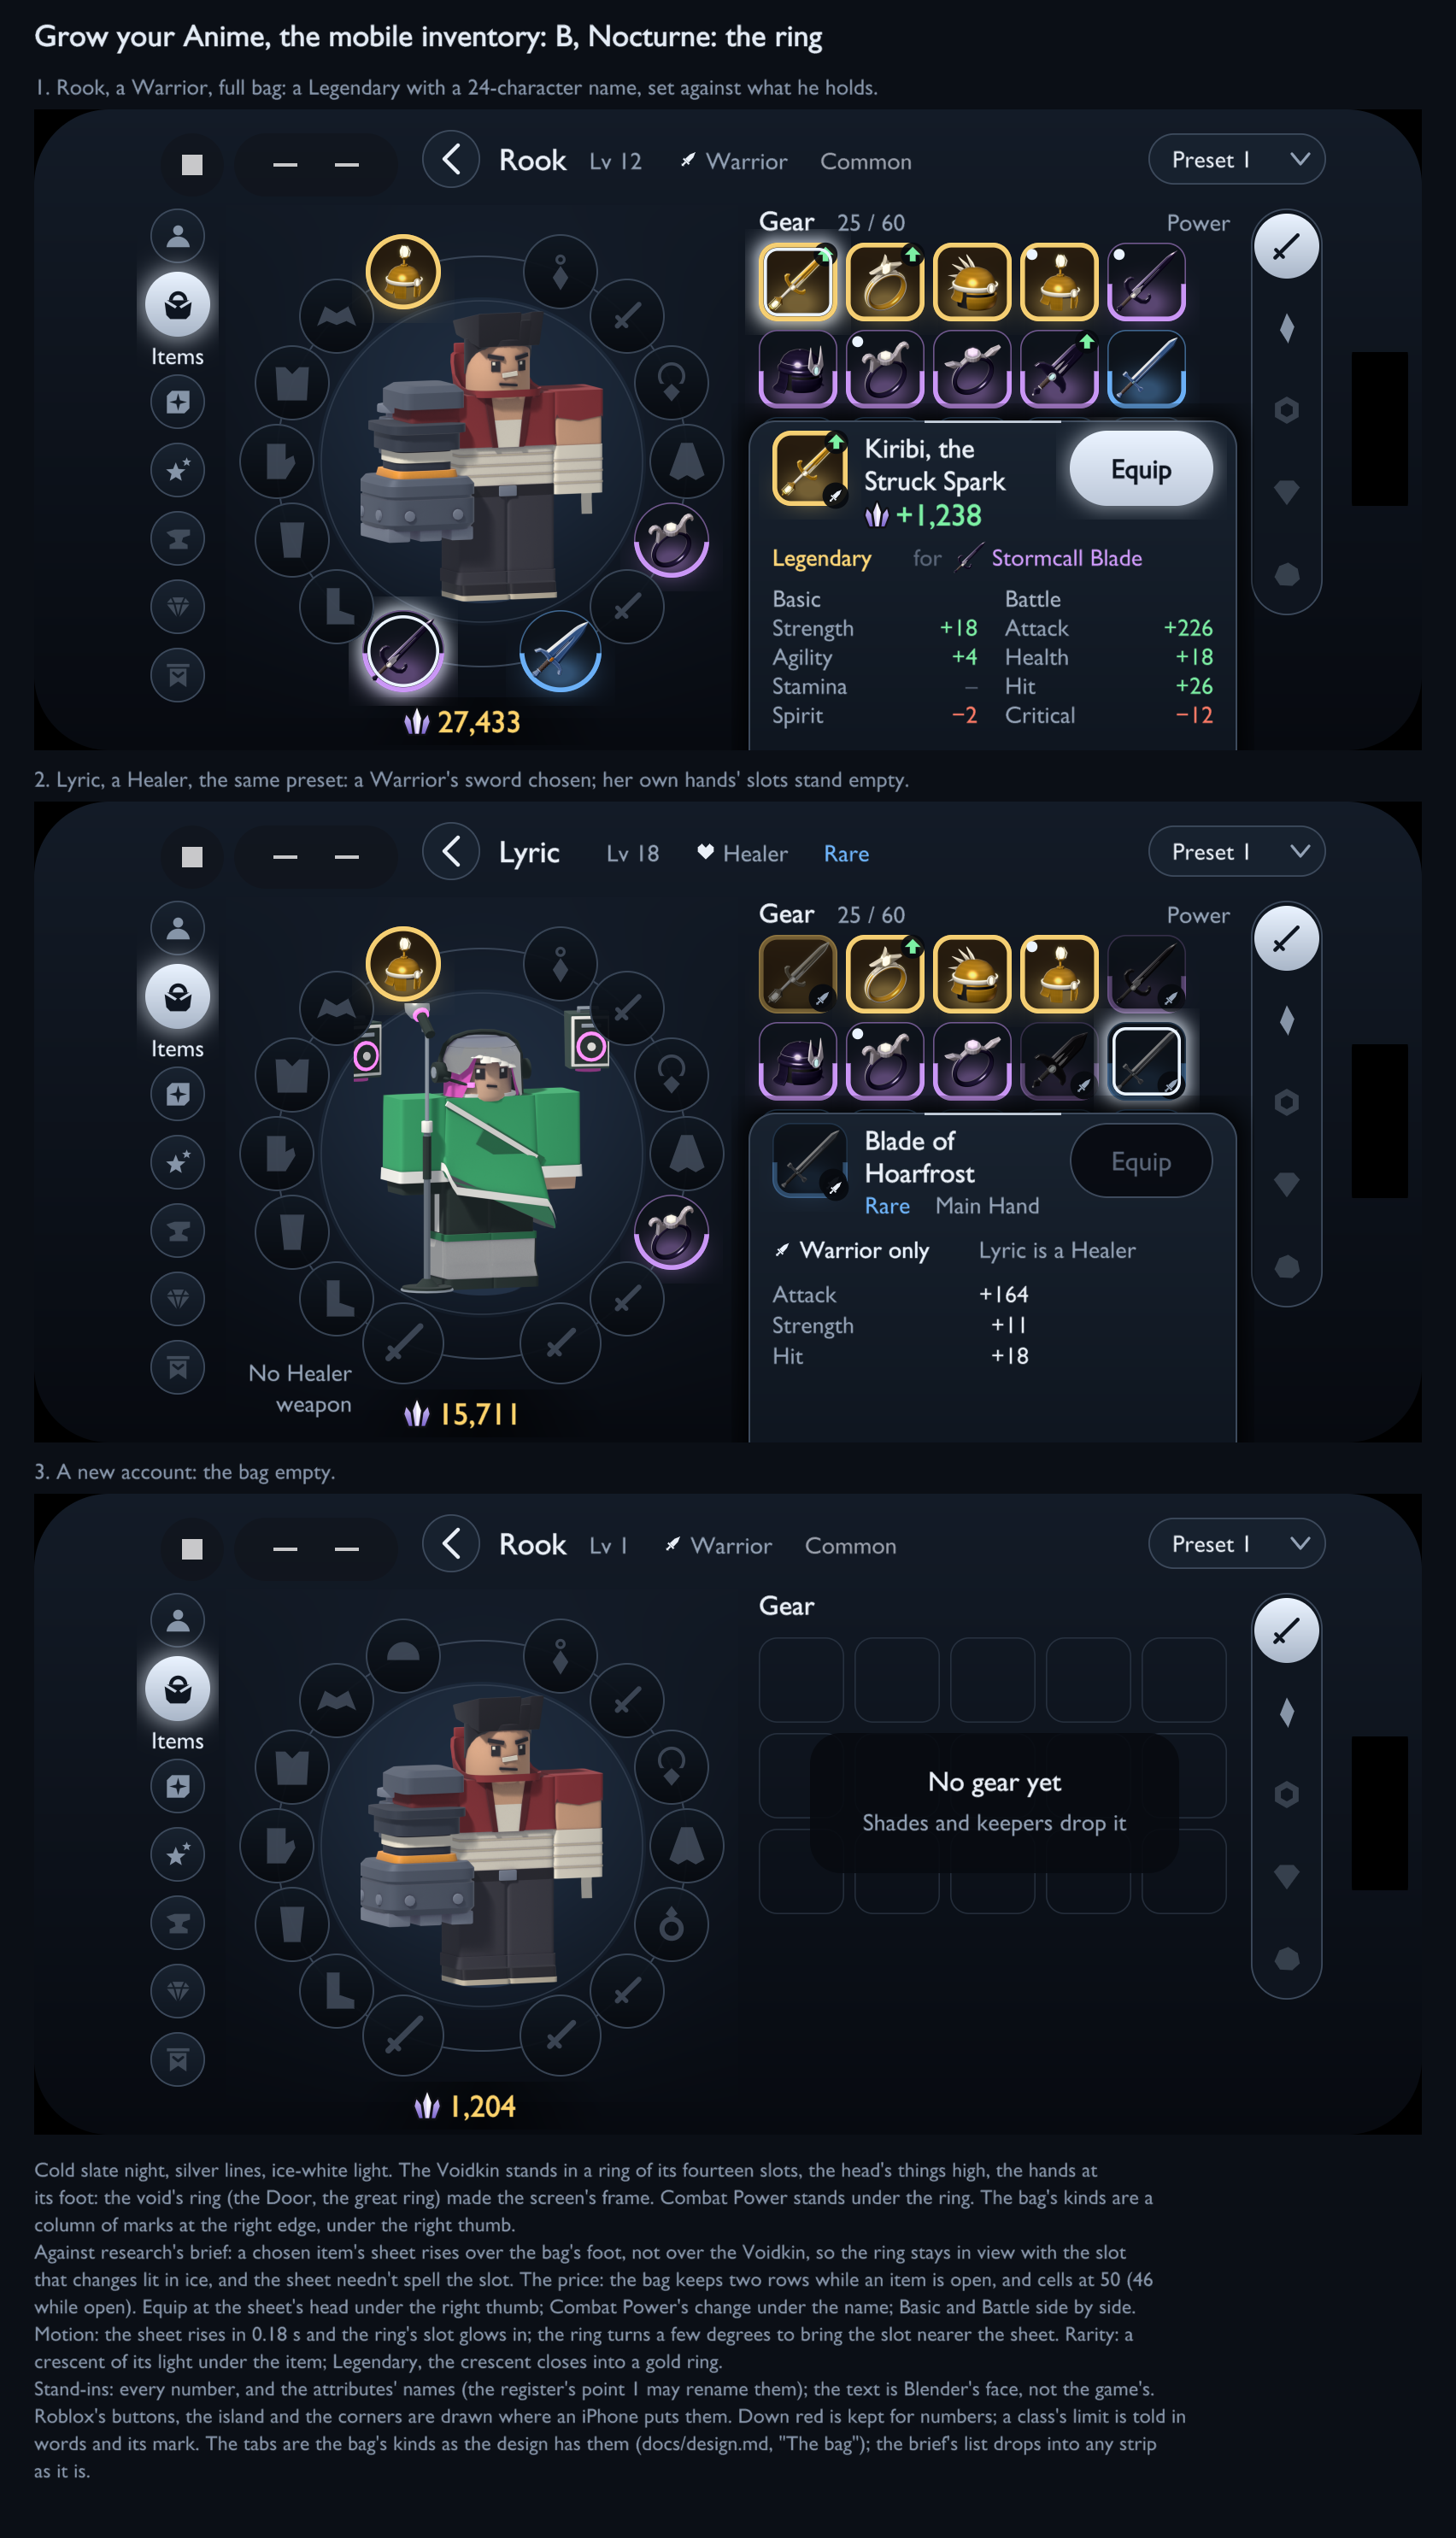 Grow your Anime, the mobile inventory: B, Nocturne: the ring
1. Rook, a Warrior, full bag: a Legendary with a 24-character name, set against what he holds.
Rook Lv 12 Warrior Common
Preset 1
Gear 25 / 60 Power
Items
Kiribi, the
Struck Spark
+1,238
Equip
Legendary for Stormcall Blade
Basic Battle
Strength +18 Attack +226
Agility +4 Health +18
Stamina – Hit +26
Spirit −2 Critical −12
27,433
2. Lyric, a Healer, the same preset: a Warrior's sword chosen; her own hands' slots stand empty.
Lyric Lv 18 Healer Rare
Preset 1
Gear 25 / 60 Power
Items
Blade of
Hoarfrost
Equip
Rare Main Hand
Warrior only Lyric is a Healer
Attack +164
Strength +11
Hit +18
No Healer
weapon
15,711
3. A new account: the bag empty.
Rook Lv 1 Warrior Common
Preset 1
Gear
Items
No gear yet
Shades and keepers drop it
1,204
Cold slate night, silver lines, ice-white light. The Voidkin stands in a ring of its fourteen slots, the head's things high, the hands at
its foot: the void's ring (the Door, the great ring) made the screen's frame. Combat Power stands under the ring. The bag's kinds are a
column of marks at the right edge, under the right thumb.
Against research's brief: a chosen item's sheet rises over the bag's foot, not over the Voidkin, so the ring stays in view with the slot
that changes lit in ice, and the sheet needn't spell the slot. The price: the bag keeps two rows while an item is open, and cells at 50 (46
while open). Equip at the sheet's head under the right thumb; Combat Power's change under the name; Basic and Battle side by side.
Motion: the sheet rises in 0.18 s and the ring's slot glows in; the ring turns a few degrees to bring the slot nearer the sheet. Rarity: a
crescent of its light under the item; Legendary, the crescent closes into a gold ring.
Stand-ins: every number, and the attributes' names (the register's point 1 may rename them); the text is Blender's face, not the game's.
Roblox's buttons, the island and the corners are drawn where an iPhone puts them. Down red is kept for numbers; a class's limit is told in
words and its mark. The tabs are the bag's kinds as the design has them (docs/design.md, "The bag"); the brief's list drops into any strip
as it is.